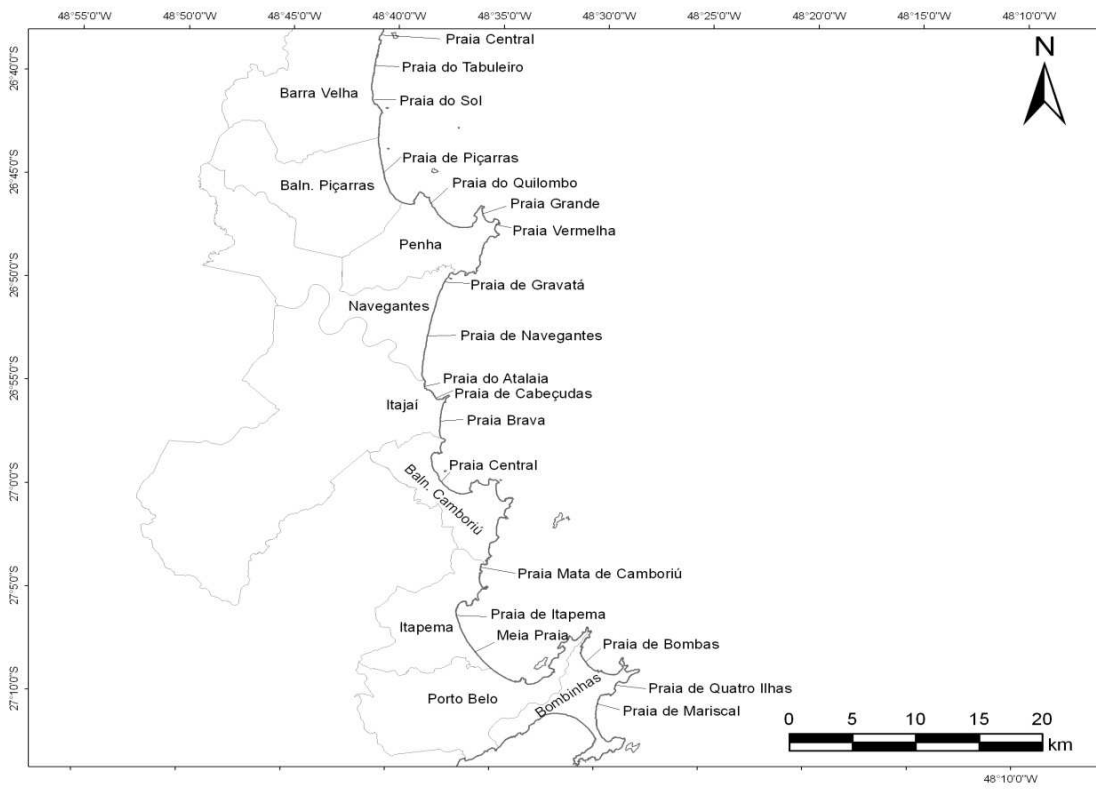 48°55'0"W 48°50'0"W 48°45'0"W 48°40'0"W 48°35'0"W 48°30'0"W 48°25'0"W 48°20'0"W 48°15'0"W 48°10'0"W
Praia Central
N
26°40'0"S
Praia do Tabuleiro
Barra Velha
Praia do Sol
26°45'0"S
Praia de Piçarras
Baln. Piçarras
Praia do Quilombo
Praia Grande
Praia Vermelha
Penha
26°50'0"S
Praia de Gravatá
Navegantes
Praia de Navegantes
26°55'0"S
Praia do Atalaia
Praia de Cabeçudas
Itajaí
Praia Brava
Praia Central
27°0'0"S
Baln. Camboriú
Praia Mata de Camboriú
27°5'0"S
Praia de Itapema
Itapema
Meia Praia
Praia de Bombas
27°10'0"S
Porto Belo
Bombinhas
Praia de Quatro Ilhas
Praia de Mariscal
0 5 10 15 20
km
48°10'0"W